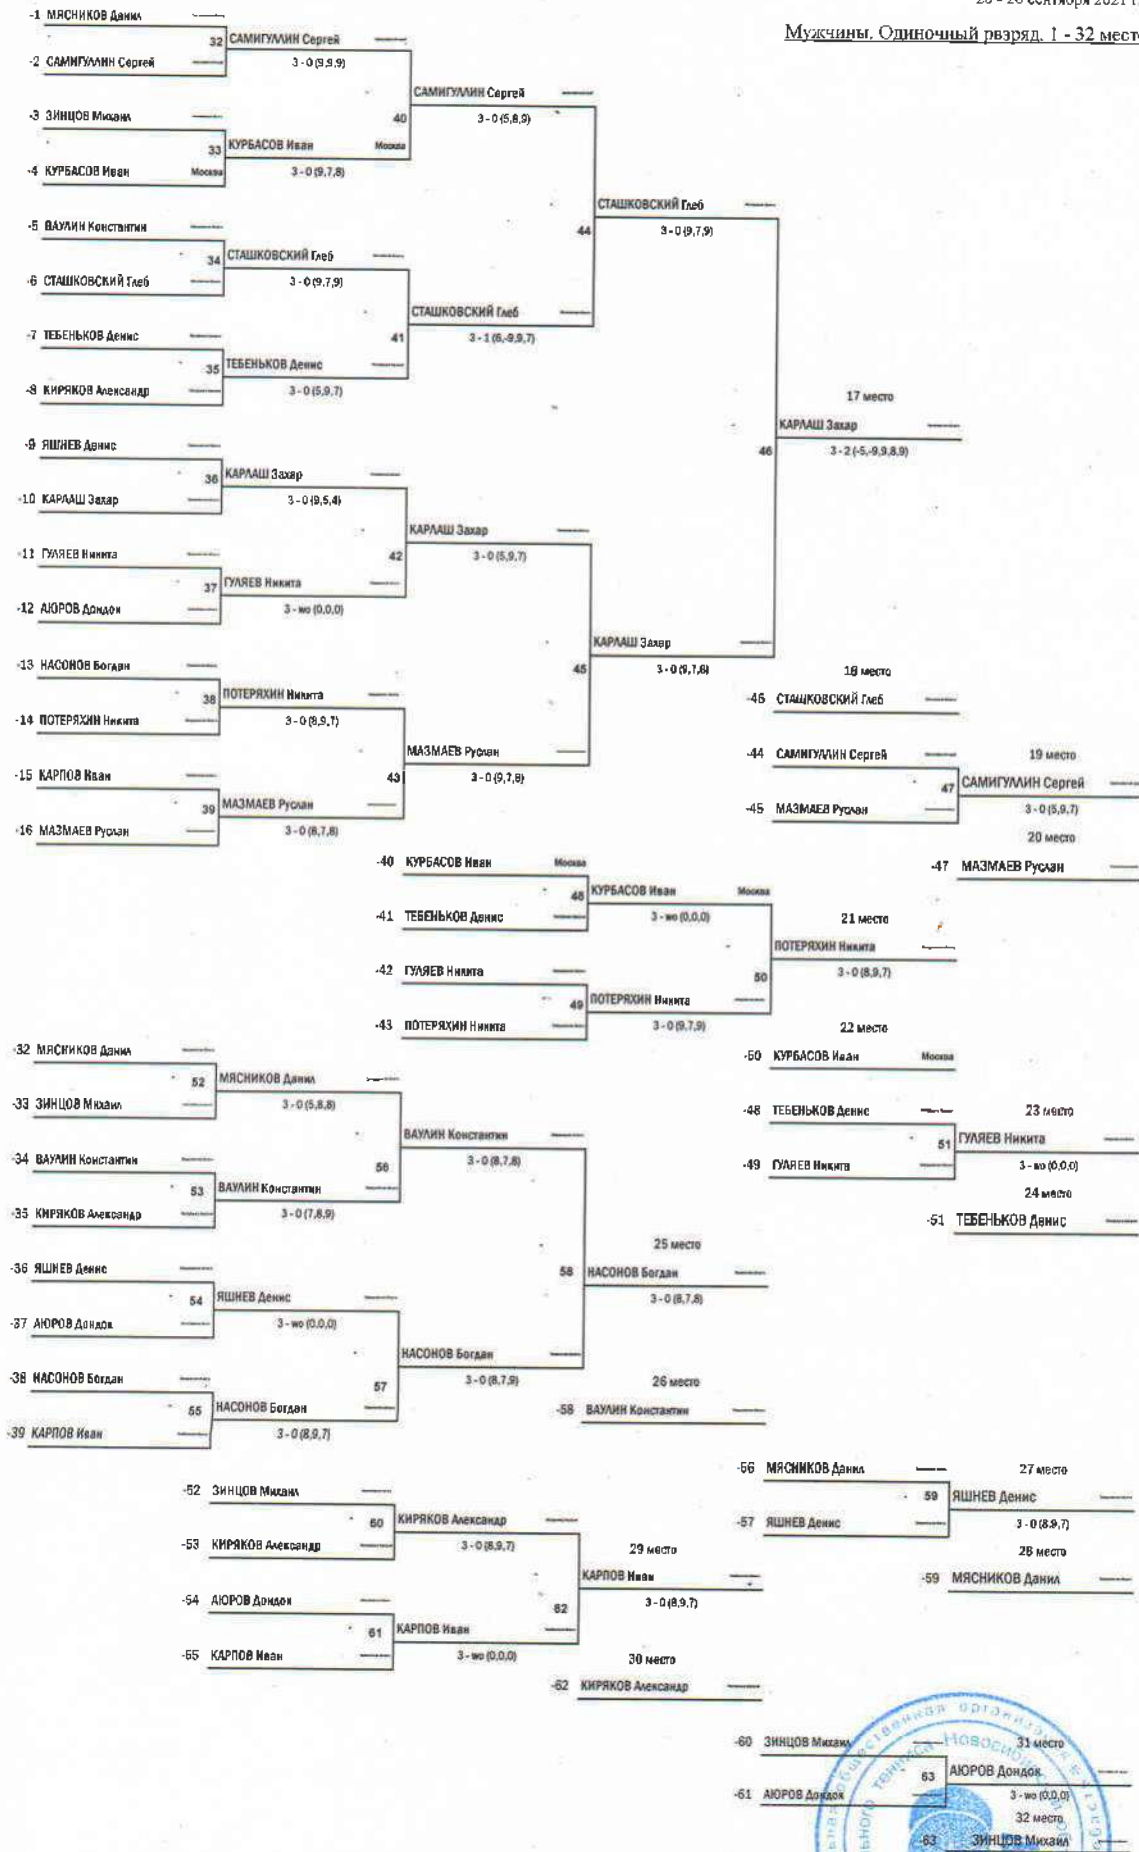 Мужчины. Одиночный рвзряд. 1 - 32 место
-1 МЯСНИКОВ Данил
32 САМИГУЛЛИН Сергей
-2 САМИГУЛЛИН Сергей
3 - 0 (9,9,9)
САМИГУЛЛИН Сергей
40
3 - 0 (5,8,9)
-3 ЗИНЦОВ Михаил
33 КУРБАСОВ Иван Москва
-4 КУРБАСОВ Иван Москва
3 - 0 (9,7,8)
СТАШКОВСКИЙ Глеб
44
3 - 0 (9,7,9)
-5 ВАУЛИН Константин
34 СТАШКОВСКИЙ Глеб
-6 СТАШКОВСКИЙ Глеб
3 - 0 (9,7,9)
СТАШКОВСКИЙ Глеб
41
3 - 1 (6,-9,9,7)
-7 ТЕБЕНЬКОВ Денис
35 ТЕБЕНЬКОВ Денис
-8 КИРЯКОВ Александр
3 - 0 (5,9,7)
17 место
КАРЛАШ Захар
46
3 - 2 (-5,-9,9,8,9)
-9 ЯШНЕВ Денис
36 КАРЛАШ Захар
-10 КАРЛАШ Захар
3 - 0 (9,5,4)
КАРЛАШ Захар
42
3 - 0 (5,9,7)
-11 ГУЛЯЕВ Никита
37 ГУЛЯЕВ Никита
-12 АЮРОВ Дондок
3 - wo (0,0,0)
КАРЛАШ Захар
45
3 - 0 (9,7,8)
-13 НАСОНОВ Богдан
38 ПОТЕРЯХИН Никита
-14 ПОТЕРЯХИН Никита
3 - 0 (8,9,7)
МАЗМАЕВ Руслан
43
3 - 0 (9,7,8)
-15 КАРПОВ Иван
39 МАЗМАЕВ Руслан
-16 МАЗМАЕВ Руслан
3 - 0 (8,7,8)
18 место
-46 СТАШКОВСКИЙ Глеб
-44 САМИГУЛЛИН Сергей
19 место
47 САМИГУЛЛИН Сергей
-45 МАЗМАЕВ Руслан
3 - 0 (5,9,7)
20 место
-47 МАЗМАЕВ Руслан
-40 КУРБАСОВ Иван Москва
48 КУРБАСОВ Иван Москва
-41 ТЕБЕНЬКОВ Денис
3 - wo (0,0,0)
21 место
ПОТЕРЯХИН Никита
50
3 - 0 (8,9,7)
-42 ГУЛЯЕВ Никита
49 ПОТЕРЯХИН Никита
-43 ПОТЕРЯХИН Никита
3 - 0 (9,7,9)
22 место
-50 КУРБАСОВ Иван Москва
-48 ТЕБЕНЬКОВ Денис
23 место
51 ГУЛЯЕВ Никита
-49 ГУЛЯЕВ Никита
3 - wo (0,0,0)
24 место
-51 ТЕБЕНЬКОВ Денис
-32 МЯСНИКОВ Данил
52 МЯСНИКОВ Данил
-33 ЗИНЦОВ Михаил
3 - 0 (5,8,8)
ВАУЛИН Константин
56
3 - 0 (8,7,8)
-34 ВАУЛИН Константин
53 ВАУЛИН Константин
-35 КИРЯКОВ Александр
3 - 0 (7,8,9)
25 место
58 НАСОНОВ Богдан
3 - 0 (8,7,8)
-36 ЯШНЕВ Денис
54 ЯШНЕВ Денис
-37 АЮРОВ Дондок
3 - wo (0,0,0)
НАСОНОВ Богдан
57
3 - 0 (8,7,9)
-38 НАСОНОВ Богдан
55 НАСОНОВ Богдан
-39 КАРПОВ Иван
3 - 0 (8,9,7)
26 место
-58 ВАУЛИН Константин
-56 МЯСНИКОВ Данил
27 место
59 ЯШНЕВ Денис
-57 ЯШНЕВ Денис
3 - 0 (8,9,7)
28 место
-59 МЯСНИКОВ Данил
-52 ЗИНЦОВ Михаил
60 КИРЯКОВ Александр
-53 КИРЯКОВ Александр
3 - 0 (8,9,7)
29 место
КАРПОВ Иван
62
3 - 0 (8,9,7)
-54 АЮРОВ Дондок
61 КАРПОВ Иван
-55 КАРПОВ Иван
3 - wo (0,0,0)
30 место
-62 КИРЯКОВ Александр
-60 ЗИНЦОВ Михаил
31 место
63 АЮРОВ Дондок
-61 АЮРОВ Дондок
3 - wo (0,0,0)
32 место
-63 ЗИНЦОВ Михаил